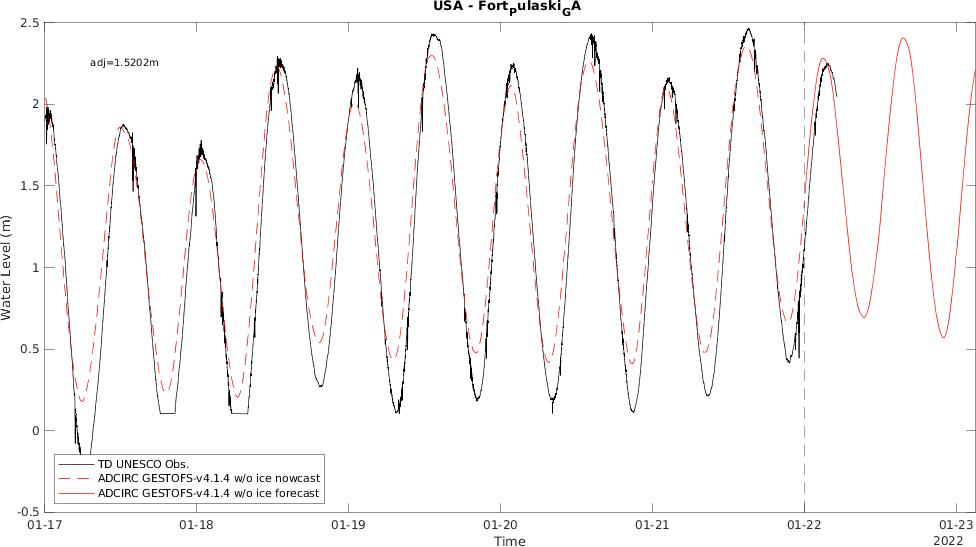 USA - FortPulaskiGA
2.5
adj=1.5202m
2
1.5
1
0.5
0
-0.5
Water Level (m)
TD UNESCO Obs.
ADCIRC GESTOFS-v4.1.4 w/o ice nowcast
ADCIRC GESTOFS-v4.1.4 w/o ice forecast
01-17 01-18 01-19 01-20 01-21 01-22 01-23
Time
2022